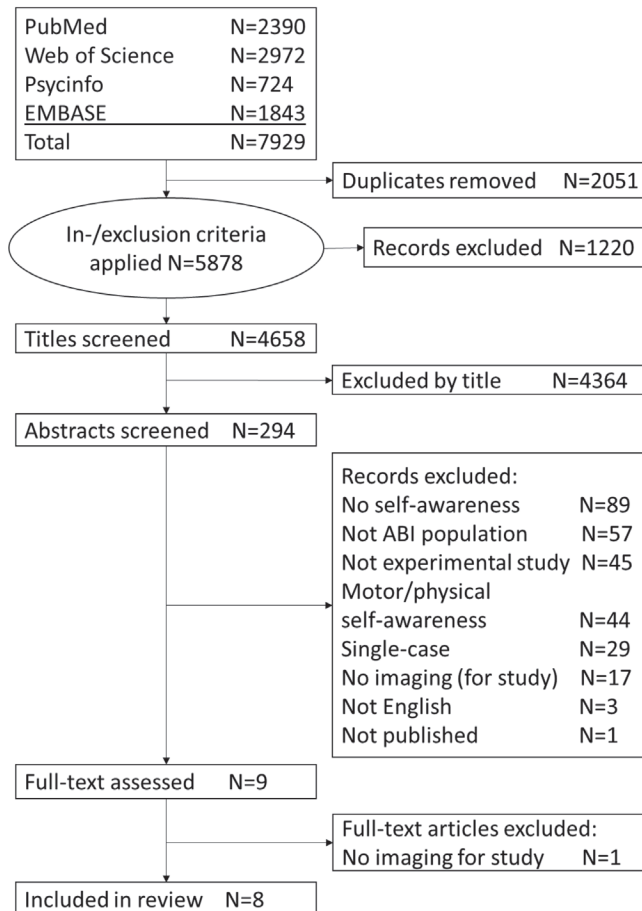 PubMed N=2390
Web of Science N=2972
Psycinfo N=724
EMBASE N=1843
Total N=7929
Duplicates removed N=2051
In-/exclusion criteria
applied N=5878
Records excluded N=1220
Titles screened N=4658
Excluded by title N=4364
Abstracts screened N=294
Records excluded:
No self-awareness N=89
Not ABI population N=57
Not experimental study N=45
Motor/physical
self-awareness N=44
Single-case N=29
No imaging (for study) N=17
Not English N=3
Not published N=1
Full-text assessed N=9
Full-text articles excluded:
No imaging for study N=1
Included in review N=8